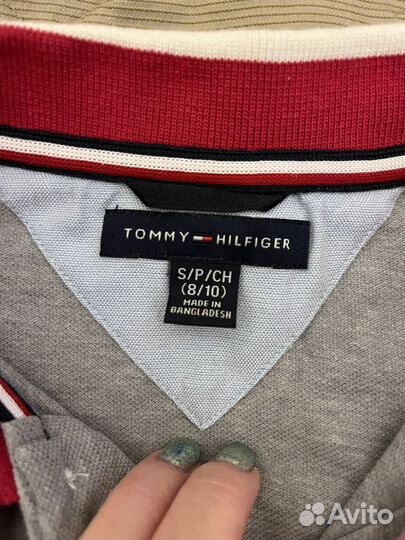 TOMMY HILFIGER
S/P/CH
(8/10)
MADE IN
BANGLADESH
Avito